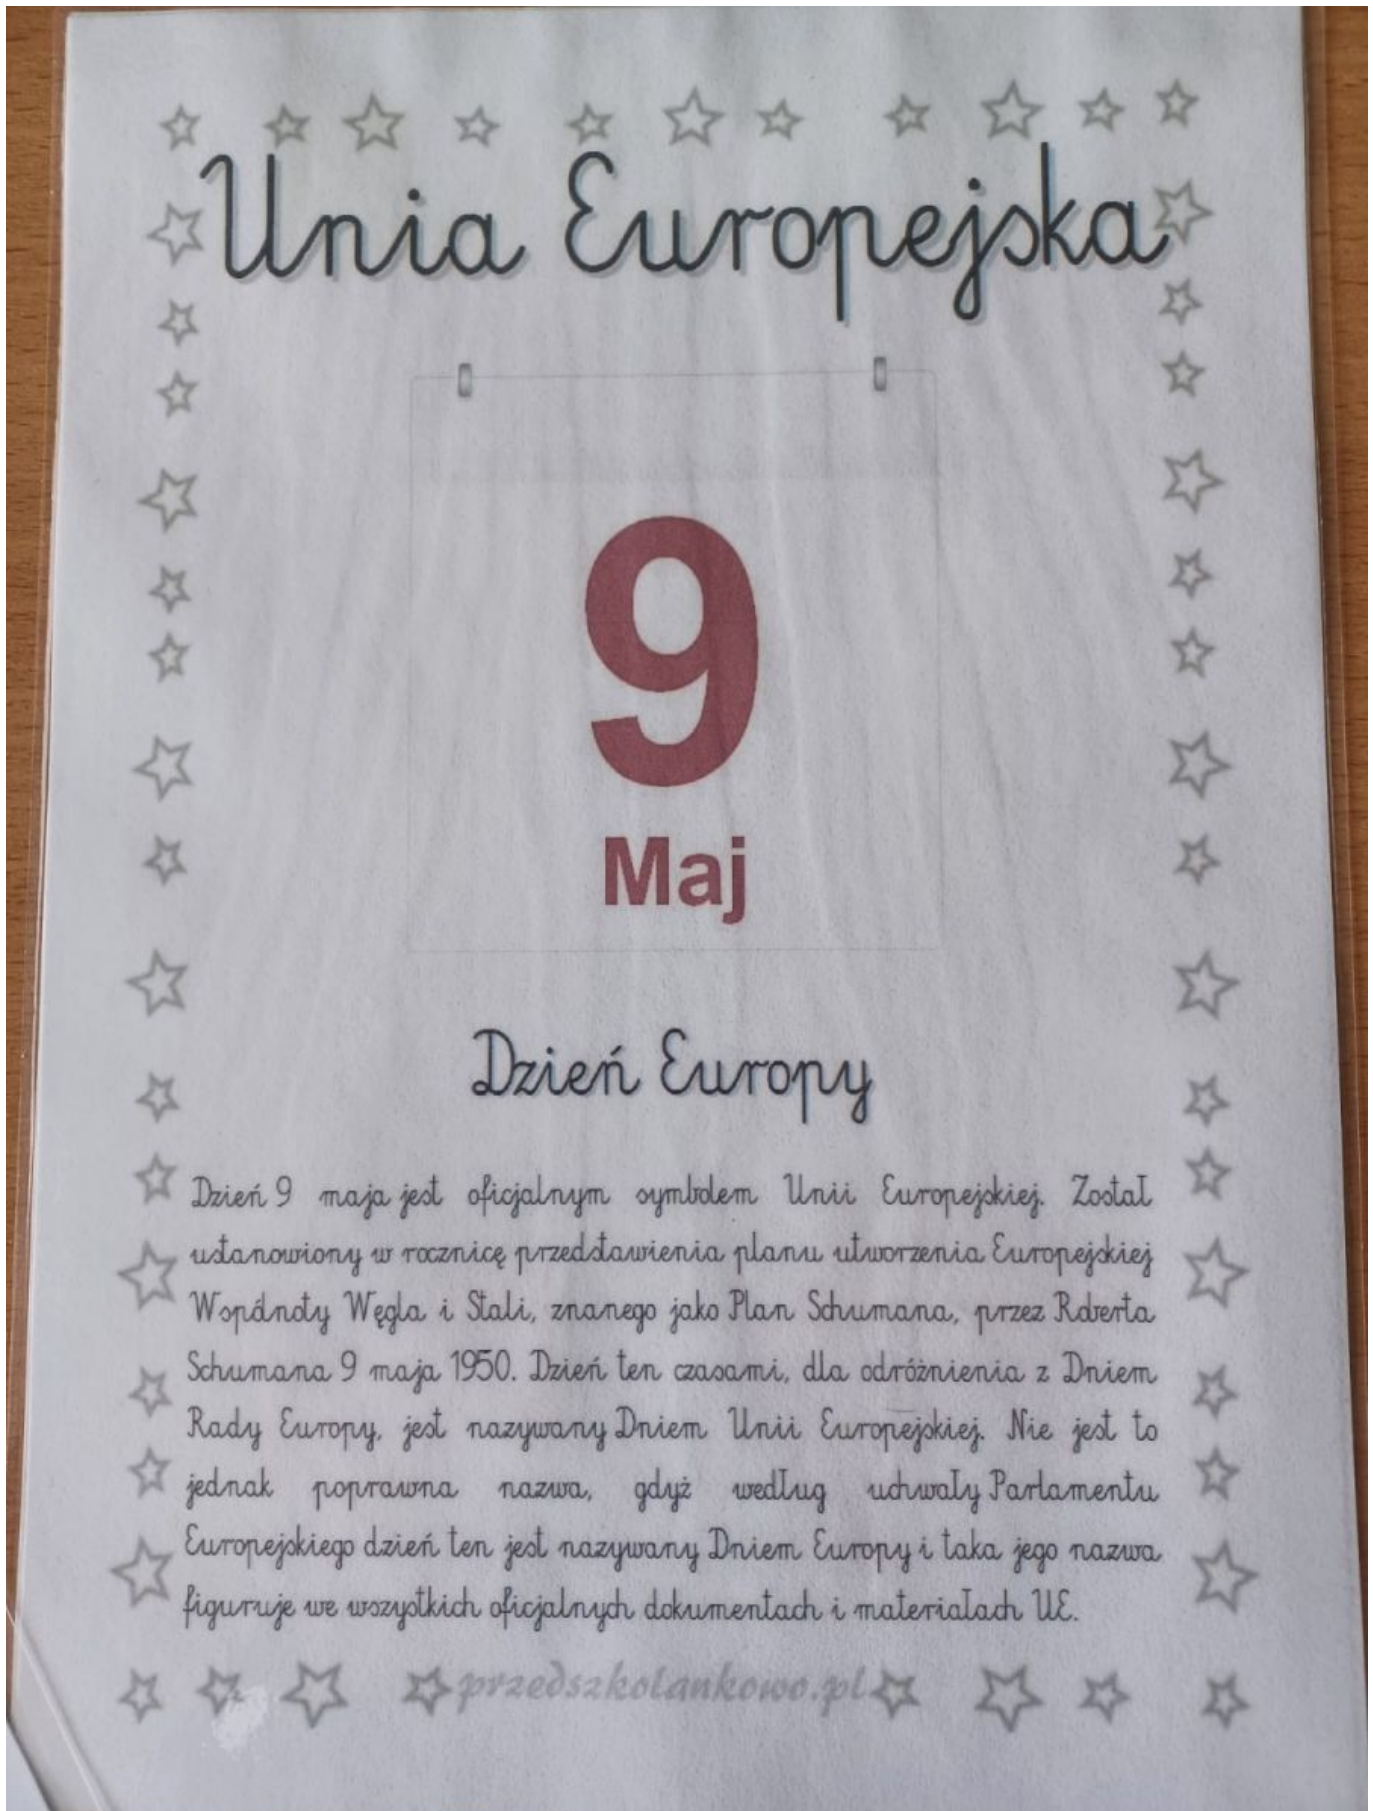 Unia Europejska
9
Maj
Dzień Europy
Dzień 9 maja jest oficjalnym symbolem Unii Europejskiej. Został
ustanowiony w rocznicę przedstawienia planu utworzenia Europejskiej
Wspólnoty Węgla i Stali, znanego jako Plan Schumana, przez Roberta
Schumana 9 maja 1950. Dzień ten czasami, dla odróżnienia z Dniem
Rady Europy, jest nazywany Dniem Unii Europejskiej. Nie jest to
jednak poprawna nazwa, gdyż według uchwały Parlamentu
Europejskiego dzień ten jest nazywany Dniem Europy i taka jego nazwa
figuruje we wszystkich oficjalnych dokumentach i materiałach UE.
przedszkolankowo.pl